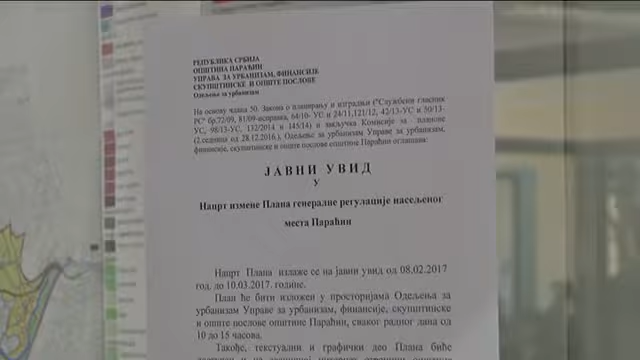 РЕПУБЛИКА СРБИЈА
ОПШТИНА ПАРАЋИН
УПРАВА ЗА УРБАНИЗАМ, ФИНАНСИЈЕ
СКУПШТИНСКЕ И ОПШТЕ ПОСЛОВЕ
Одељење за урбанизам
На основу члана 50. Закона о планирању и изградњи ("Службени гласник
РС" бр.72/09, 81/09-исправка, 64/10- УС и 24/11,121/12, 42/13-УС и 50/13-
УС, 98/13-УС, 132/2014 и 145/14) и закључка Комисије за планове
(2.седница од 28.12.2016.), Одељење за урбанизам Управе за урбанизам,
финансије, скупштинске и опште послове општине Параћин оглашава:
ЈАВНИ УВИД
У
Нацрт измене Плана генералне регулације насељеног
места Параћин
Нацрт Плана излаже се на јавни увид од 08.02.2017
год. до 10.03.2017. године.
План ће бити изложен у просторијама Одељења за
урбанизам Управе за урбанизам, финансије, скупштинске
и опште послове општине Параћин, сваког радног дана од
10 до 15 часова.
Такође, текстуални и графички део Плана биће